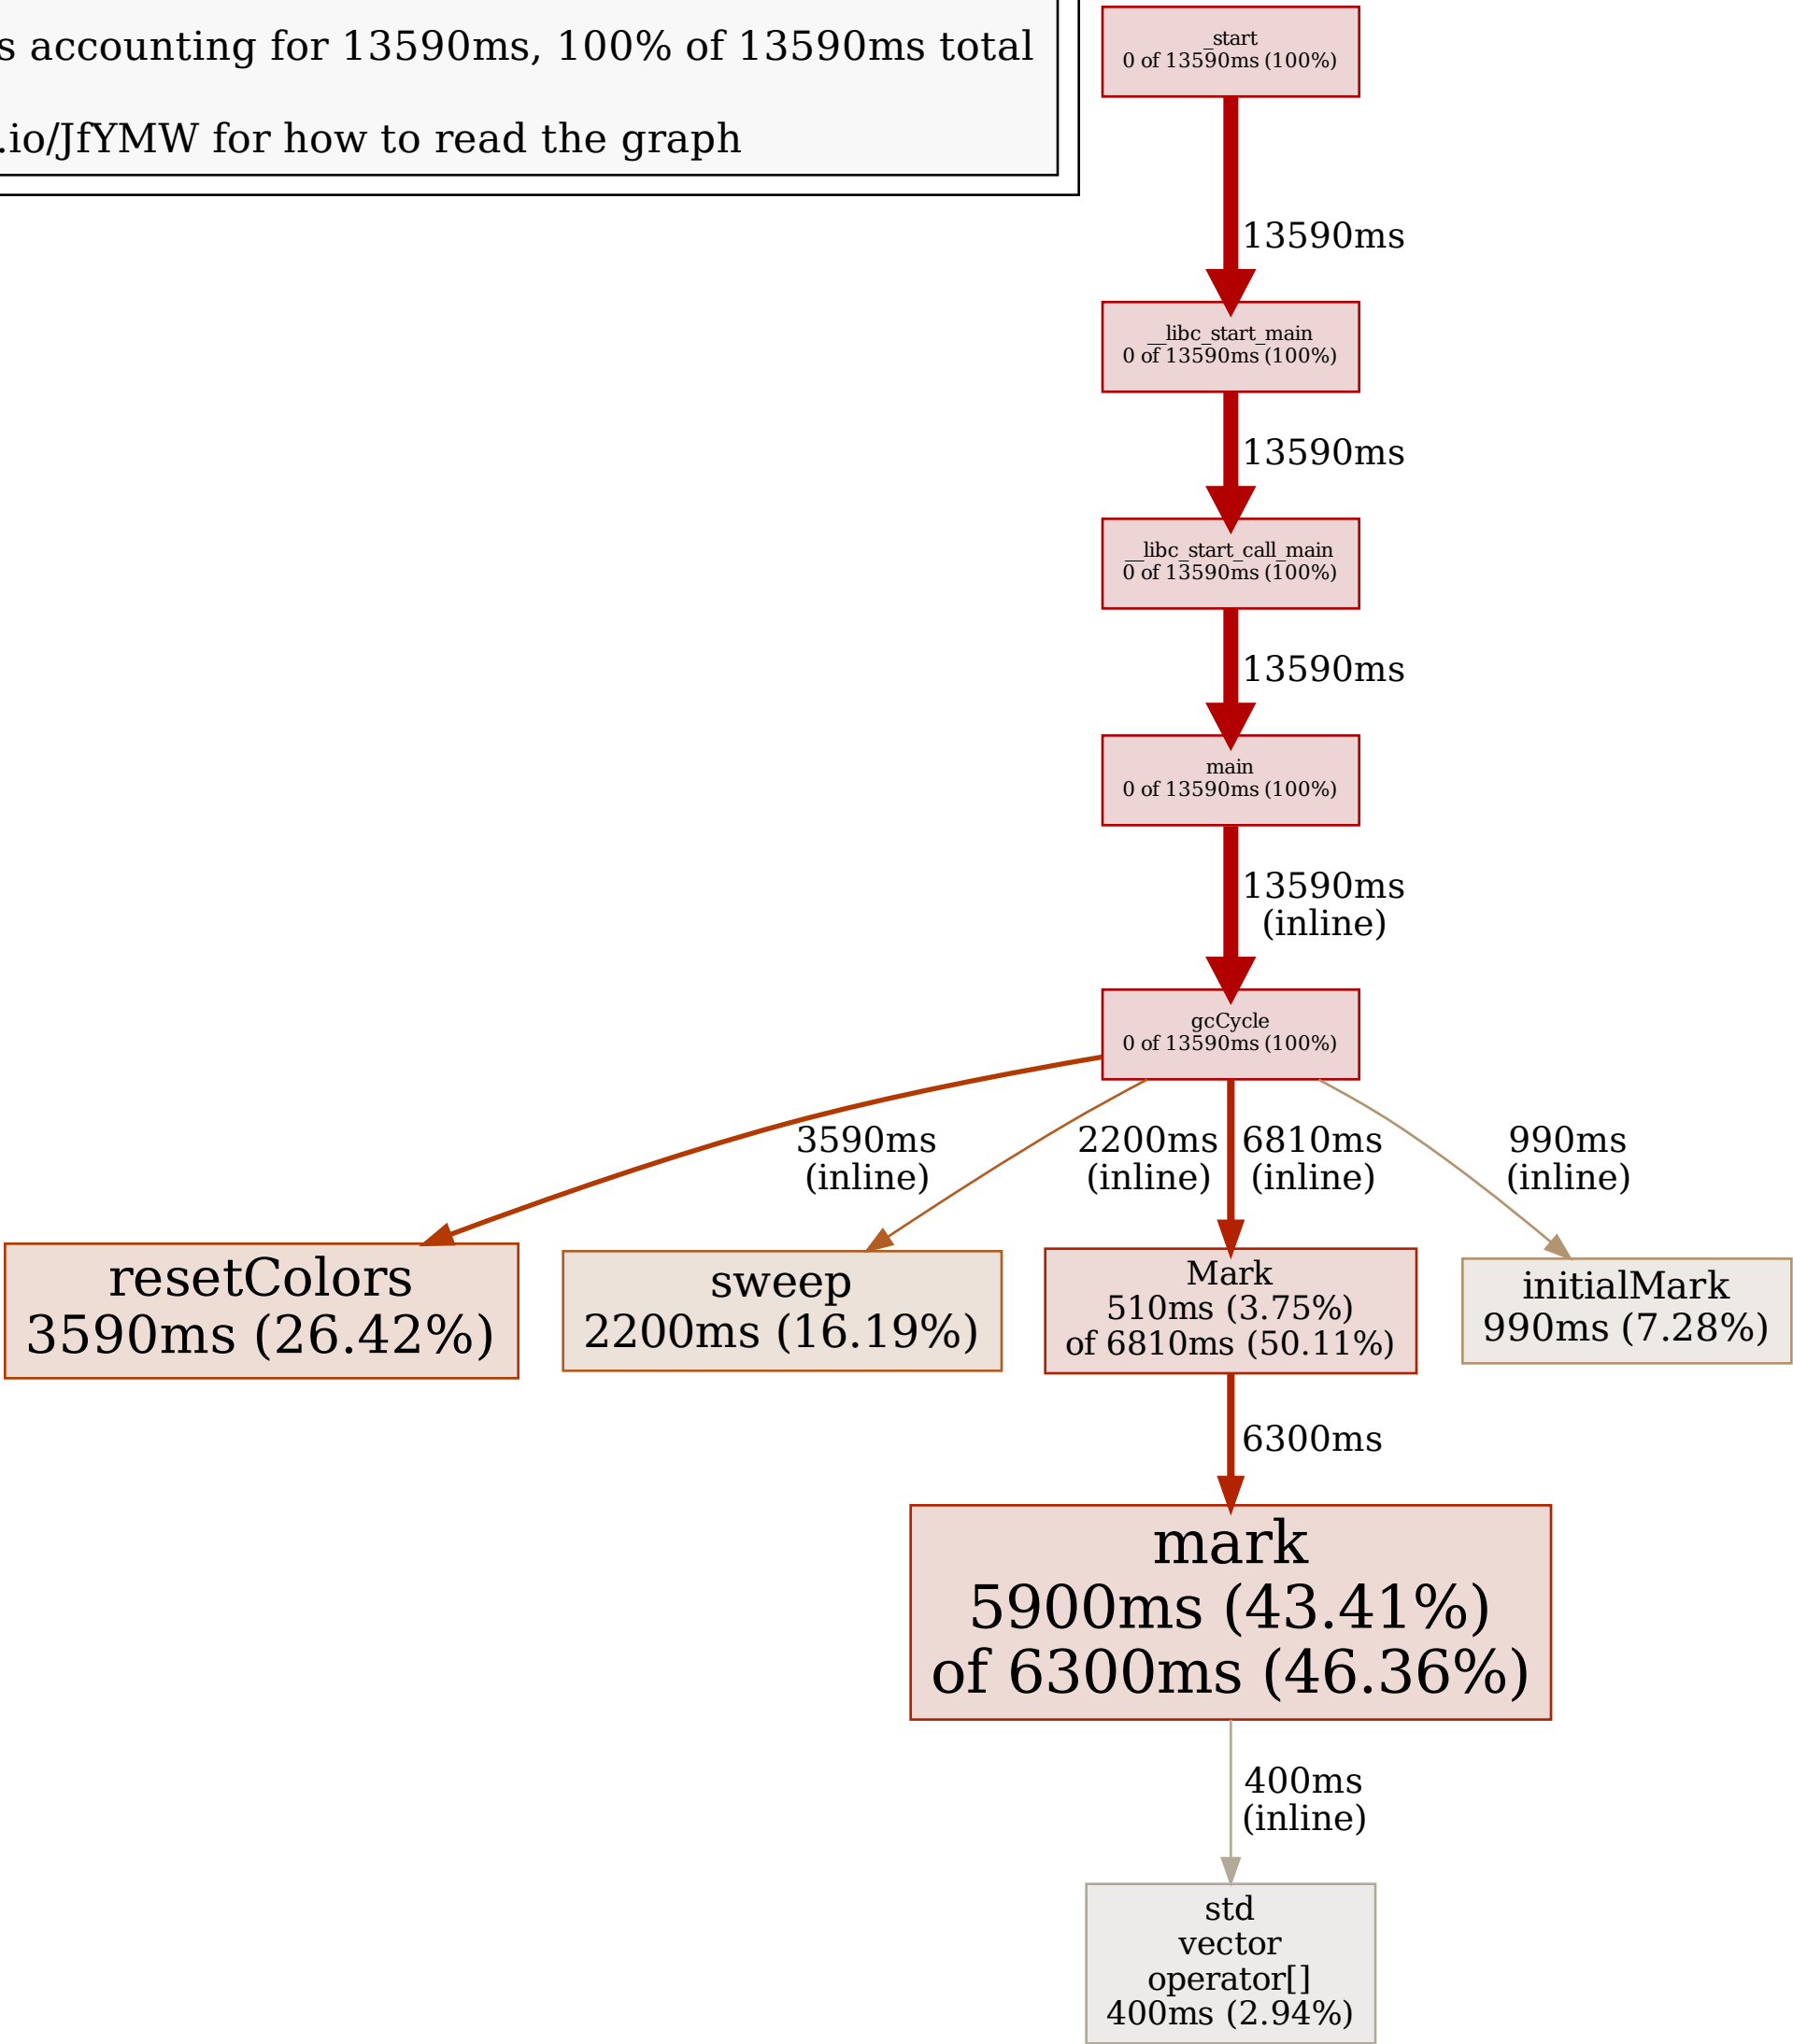 s accounting for 13590ms, 100% of 13590ms total
.io/JfYMW for how to read the graph
_start
0 of 13590ms (100%)
13590ms
__libc_start_main
0 of 13590ms (100%)
13590ms
__libc_start_call_main
0 of 13590ms (100%)
13590ms
main
0 of 13590ms (100%)
13590ms
(inline)
gcCycle
0 of 13590ms (100%)
3590ms
(inline)
2200ms
(inline)
6810ms
(inline)
990ms
(inline)
resetColors
3590ms (26.42%)
sweep
2200ms (16.19%)
Mark
510ms (3.75%)
of 6810ms (50.11%)
initialMark
990ms (7.28%)
6300ms
mark
5900ms (43.41%)
of 6300ms (46.36%)
400ms
(inline)
std
vector
operator[]
400ms (2.94%)